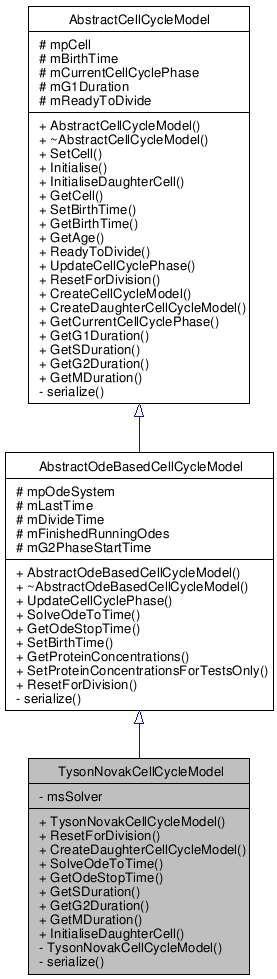 AbstractCellCycleModel
# mpCell
# mBirthTime
# mCurrentCellCyclePhase
# mG1Duration
# mReadyToDivide
+ AbstractCellCycleModel()
+ ~AbstractCellCycleModel()
+ SetCell()
+ Initialise()
+ InitialiseDaughterCell()
+ GetCell()
+ SetBirthTime()
+ GetBirthTime()
+ GetAge()
+ ReadyToDivide()
+ UpdateCellCyclePhase()
+ ResetForDivision()
+ CreateCellCycleModel()
+ CreateDaughterCellCycleModel()
+ GetCurrentCellCyclePhase()
+ GetG1Duration()
+ GetSDuration()
+ GetG2Duration()
+ GetMDuration()
- serialize()
AbstractOdeBasedCellCycleModel
# mpOdeSystem
# mLastTime
# mDivideTime
# mFinishedRunningOdes
# mG2PhaseStartTime
+ AbstractOdeBasedCellCycleModel()
+ ~AbstractOdeBasedCellCycleModel()
+ UpdateCellCyclePhase()
+ SolveOdeToTime()
+ GetOdeStopTime()
+ SetBirthTime()
+ GetProteinConcentrations()
+ SetProteinConcentrationsForTestsOnly()
+ ResetForDivision()
- serialize()
TysonNovakCellCycleModel
- msSolver
+ TysonNovakCellCycleModel()
+ ResetForDivision()
+ CreateDaughterCellCycleModel()
+ SolveOdeToTime()
+ GetOdeStopTime()
+ GetSDuration()
+ GetG2Duration()
+ GetMDuration()
+ InitialiseDaughterCell()
- TysonNovakCellCycleModel()
- serialize()